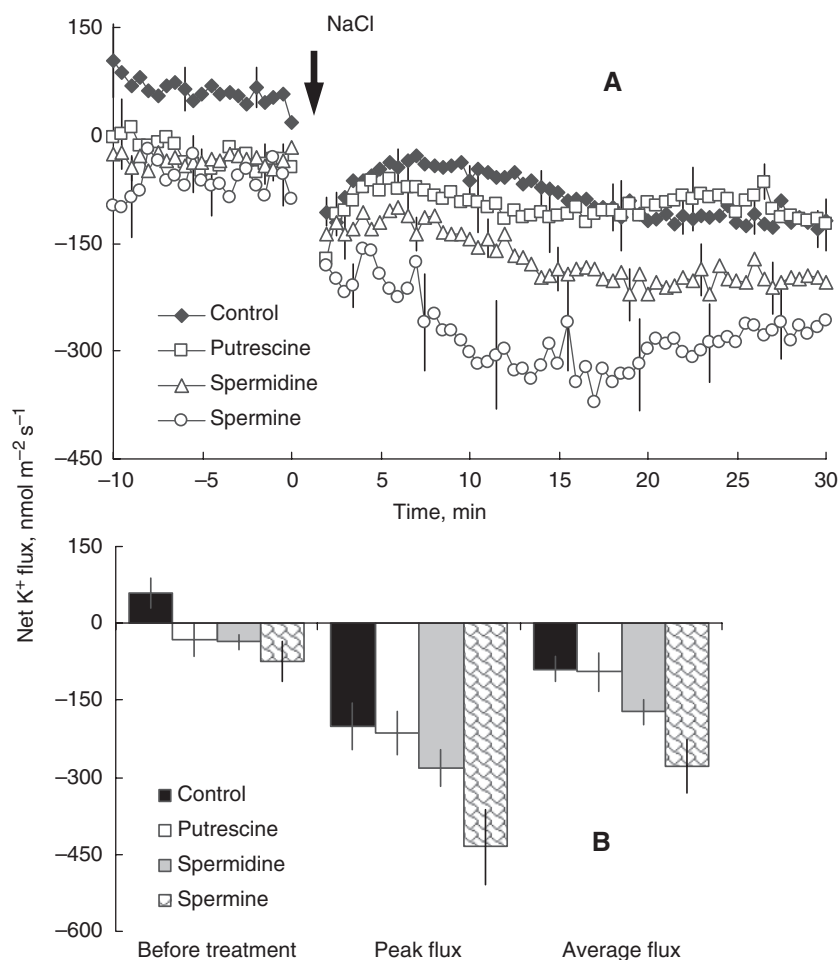 150
NaCl
A
0
−150
−300
−450
Control
Putrescine
Spermidine
Spermine
−10
−5
0
5
10
15
20
25
30
Time, min
Net K+ flux, nmol m−2 s−1
150
0
−150
−300
−450
−600
Control
Putrescine
Spermidine
Spermine
B
Before treatment
Peak flux
Average flux